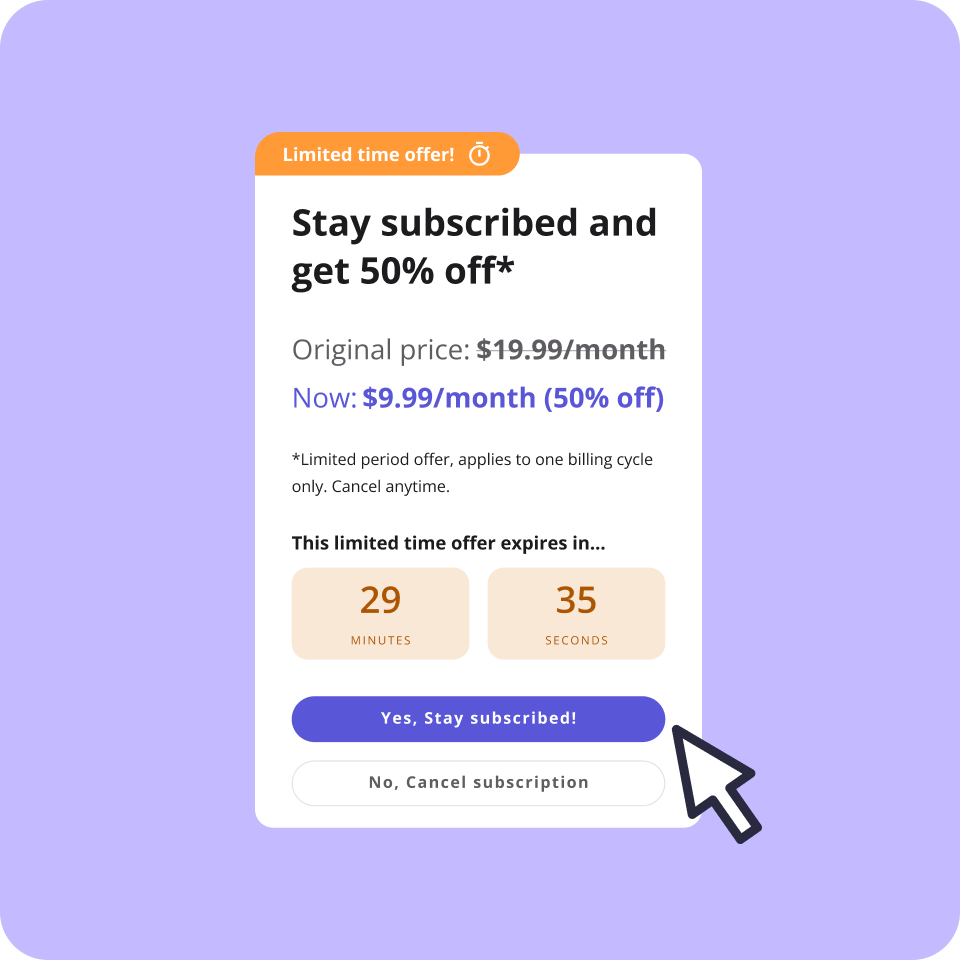 Limited time offer!
Stay subscribed and
get 50% off*
Original price: $19.99/month
Now: $9.99/month (50% off)
*Limited period offer, applies to one billing cycle
only. Cancel anytime.
This limited time offer expires in...
29 35
MINUTES SECONDS
Yes, Stay subscribed!
No, Cancel subscription